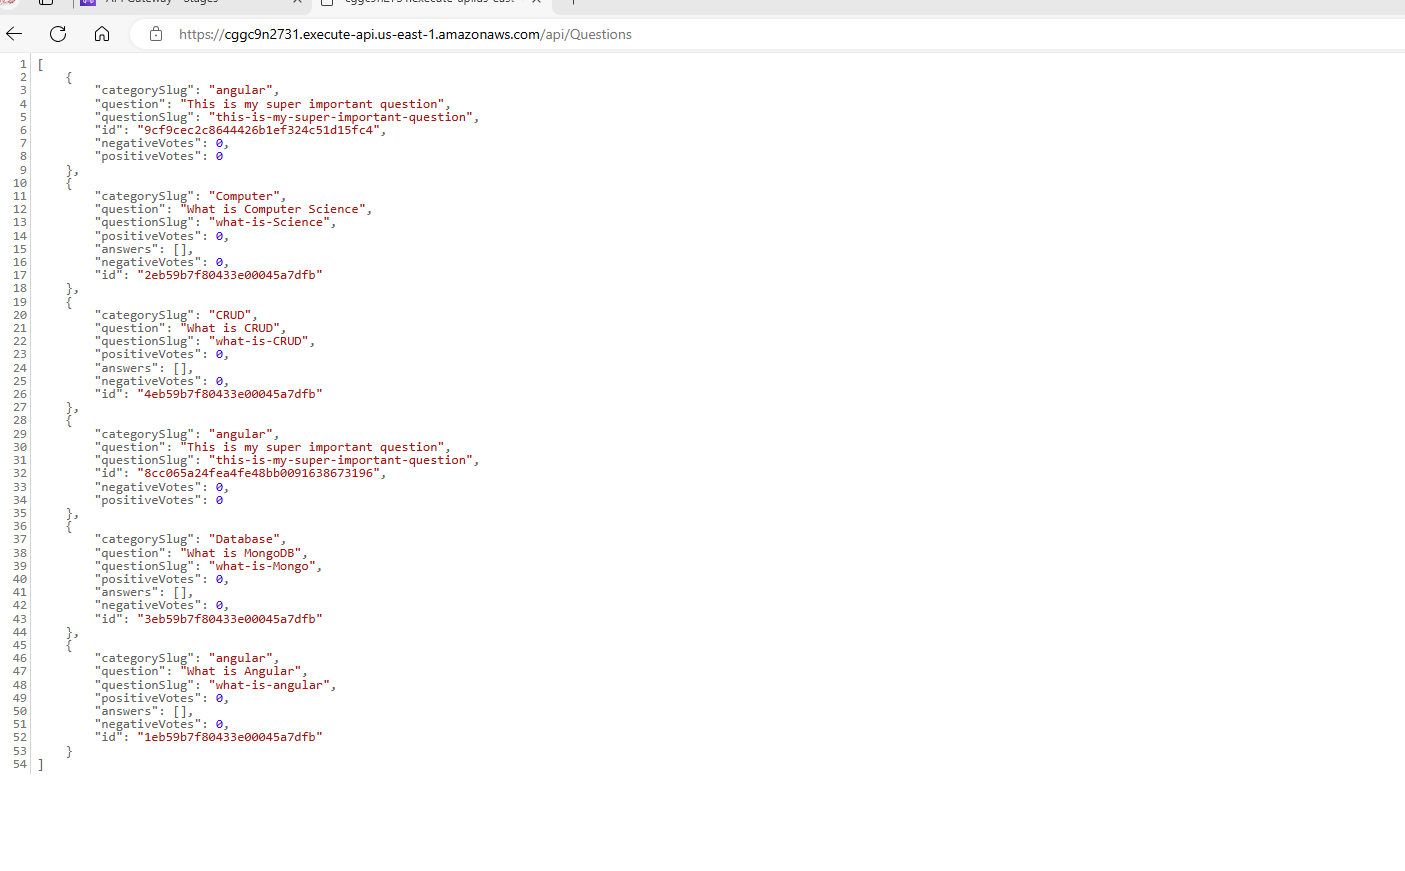 https://cggc9n2731.execute-api.us-east-1.amazonaws.com/api/Questions
1 [
2 {
3 "categorySlug": "angular",
4 "question": "This is my super important question",
5 "questionSlug": "this-is-my-super-important-question",
6 "id": "9cf9cec2c8644426b1ef324c51d15fc4",
7 "negativeVotes": 0,
8 "positiveVotes": 0
9 },
10 {
11 "categorySlug": "Computer",
12 "question": "What is Computer Science",
13 "questionSlug": "what-is-Science",
14 "positiveVotes": 0,
15 "answers": [],
16 "negativeVotes": 0,
17 "id": "2eb59b7f80433e00045a7dfb"
18 },
19 {
20 "categorySlug": "CRUD",
21 "question": "What is CRUD",
22 "questionSlug": "what-is-CRUD",
23 "positiveVotes": 0,
24 "answers": [],
25 "negativeVotes": 0,
26 "id": "4eb59b7f80433e00045a7dfb"
27 },
28 {
29 "categorySlug": "angular",
30 "question": "This is my super important question",
31 "questionSlug": "this-is-my-super-important-question",
32 "id": "8cc065a24fea4fe48bb0091638673196",
33 "negativeVotes": 0,
34 "positiveVotes": 0
35 },
36 {
37 "categorySlug": "Database",
38 "question": "What is MongoDB",
39 "questionSlug": "what-is-Mongo",
40 "positiveVotes": 0,
41 "answers": [],
42 "negativeVotes": 0,
43 "id": "3eb59b7f80433e00045a7dfb"
44 },
45 {
46 "categorySlug": "angular",
47 "question": "What is Angular",
48 "questionSlug": "what-is-angular",
49 "positiveVotes": 0,
50 "answers": [],
51 "negativeVotes": 0,
52 "id": "1eb59b7f80433e00045a7dfb"
53 }
54 ]